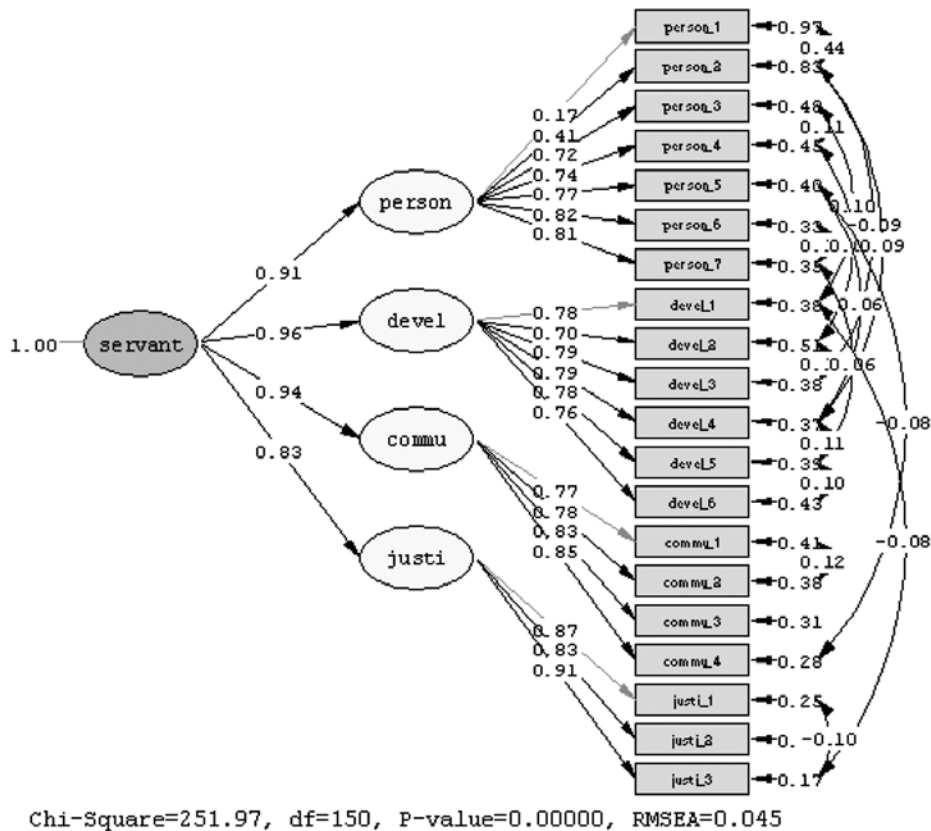 person_1 0.97
0.44
person_2 0.83
person_3 0.48
0.11
person_4 0.45
person_5 0.40
person_6 0.33
person_7 0.35
0.17
0.41
0.72
0.74
0.77
0.82
0.81
person
0.10
-0.09
0.09
0.91
devel_1 0.38
0.06
devel_2 0.51
0.06
devel_3 0.38
devel_4 0.37
0.11
devel_5 0.39
0.10
devel_6 0.43
0.78
0.70
0.79
0.79
0.78
0.76
devel
0.96
1.00
servant
0.94
commu
0.83
-0.08
commu_1 0.41
0.12
commu_2 0.38
commu_3 0.31
commu_4 0.28
0.77
0.78
0.83
0.85
-0.08
justi
0.87
0.83
0.91
justi_1 0.25
justi_2 0.
-0.10
justi_3 0.17
Chi-Square=251.97, df=150, P-value=0.00000, RMSEA=0.045